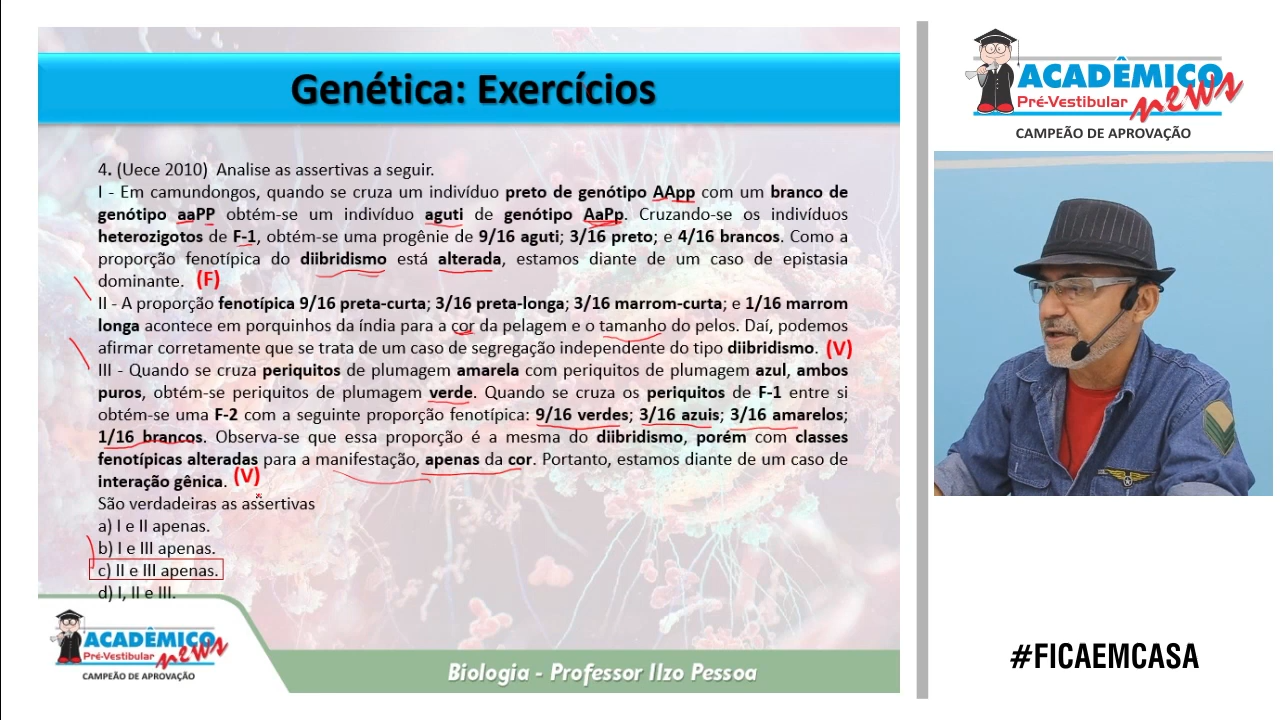 Genética: Exercícios
4. (Uece 2010) Analise as assertivas a seguir.
I - Em camundongos, quando se cruza um indivíduo preto de genótipo AApp com um branco de
genótipo aaPP obtém-se um indivíduo aguti de genótipo AaPp. Cruzando-se os indivíduos
heterozigotos de F-1, obtém-se uma progênie de 9/16 aguti; 3/16 preto; e 4/16 brancos. Como a
proporção fenotípica do diibridismo está alterada, estamos diante de um caso de epistasia
dominante. (F)
II - A proporção fenotípica 9/16 preta-curta; 3/16 preta-longa; 3/16 marrom-curta; e 1/16 marrom
longa acontece em porquinhos da índia para a cor da pelagem e o tamanho do pelos. Daí, podemos
afirmar corretamente que se trata de um caso de segregação independente do tipo diibridismo. (V)
III - Quando se cruza periquitos de plumagem amarela com periquitos de plumagem azul, ambos
puros, obtém-se periquitos de plumagem verde. Quando se cruza os periquitos de F-1 entre si
obtém-se uma F-2 com a seguinte proporção fenotípica: 9/16 verdes; 3/16 azuis; 3/16 amarelos;
1/16 brancos. Observa-se que essa proporção é a mesma do diibridismo, porém com classes
fenotípicas alteradas para a manifestação, apenas da cor. Portanto, estamos diante de um caso de
interação gênica. (V)
São verdadeiras as assertivas
a) I e II apenas.
b) I e III apenas.
c) II e III apenas.
d) I, II e III.
ACADÊMICO
Pré-Vestibular news
CAMPEÃO DE APROVAÇÃO
Biologia - Professor Ilzo Pessoa
ACADÊMICO
Pré-Vestibular news
CAMPEÃO DE APROVAÇÃO
#FICAEMCASA